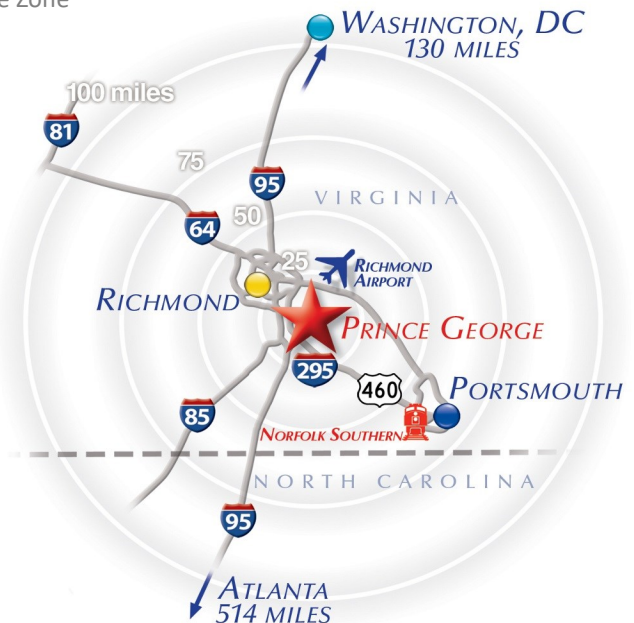 e Zone
WASHINGTON, DC
130 MILES
100 miles
81
75
95
VIRGINIA
50
64
25
RICHMOND
AIRPORT
RICHMOND
PRINCE GEORGE
295
460
PORTSMOUTH
85
NORFOLK SOUTHERN
NORTH CAROLINA
95
ATLANTA
514 MILES